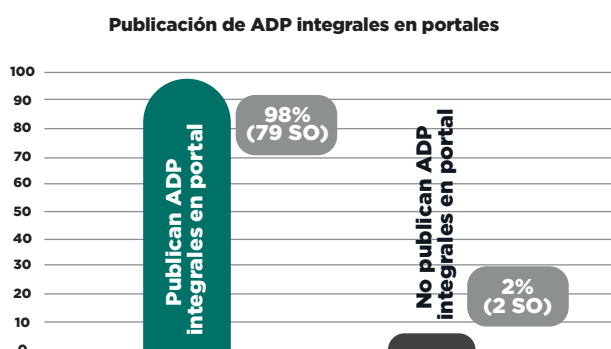 Publicación de ADP integrales en portales
100
90
80
70
60
50
40
30
20
10
0
Publican ADP
integrales en portal
98%
(79 SO)
No publican ADP
integrales en portal
2%
(2 SO)